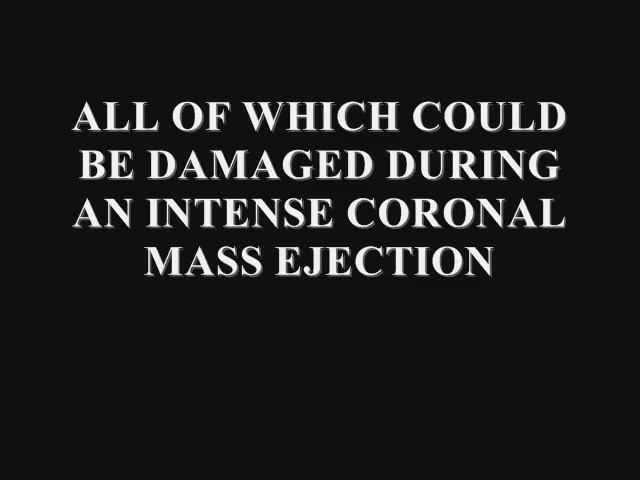 ALL OF WHICH COULD
BE DAMAGED DURING
AN INTENSE CORONAL
MASS EJECTION